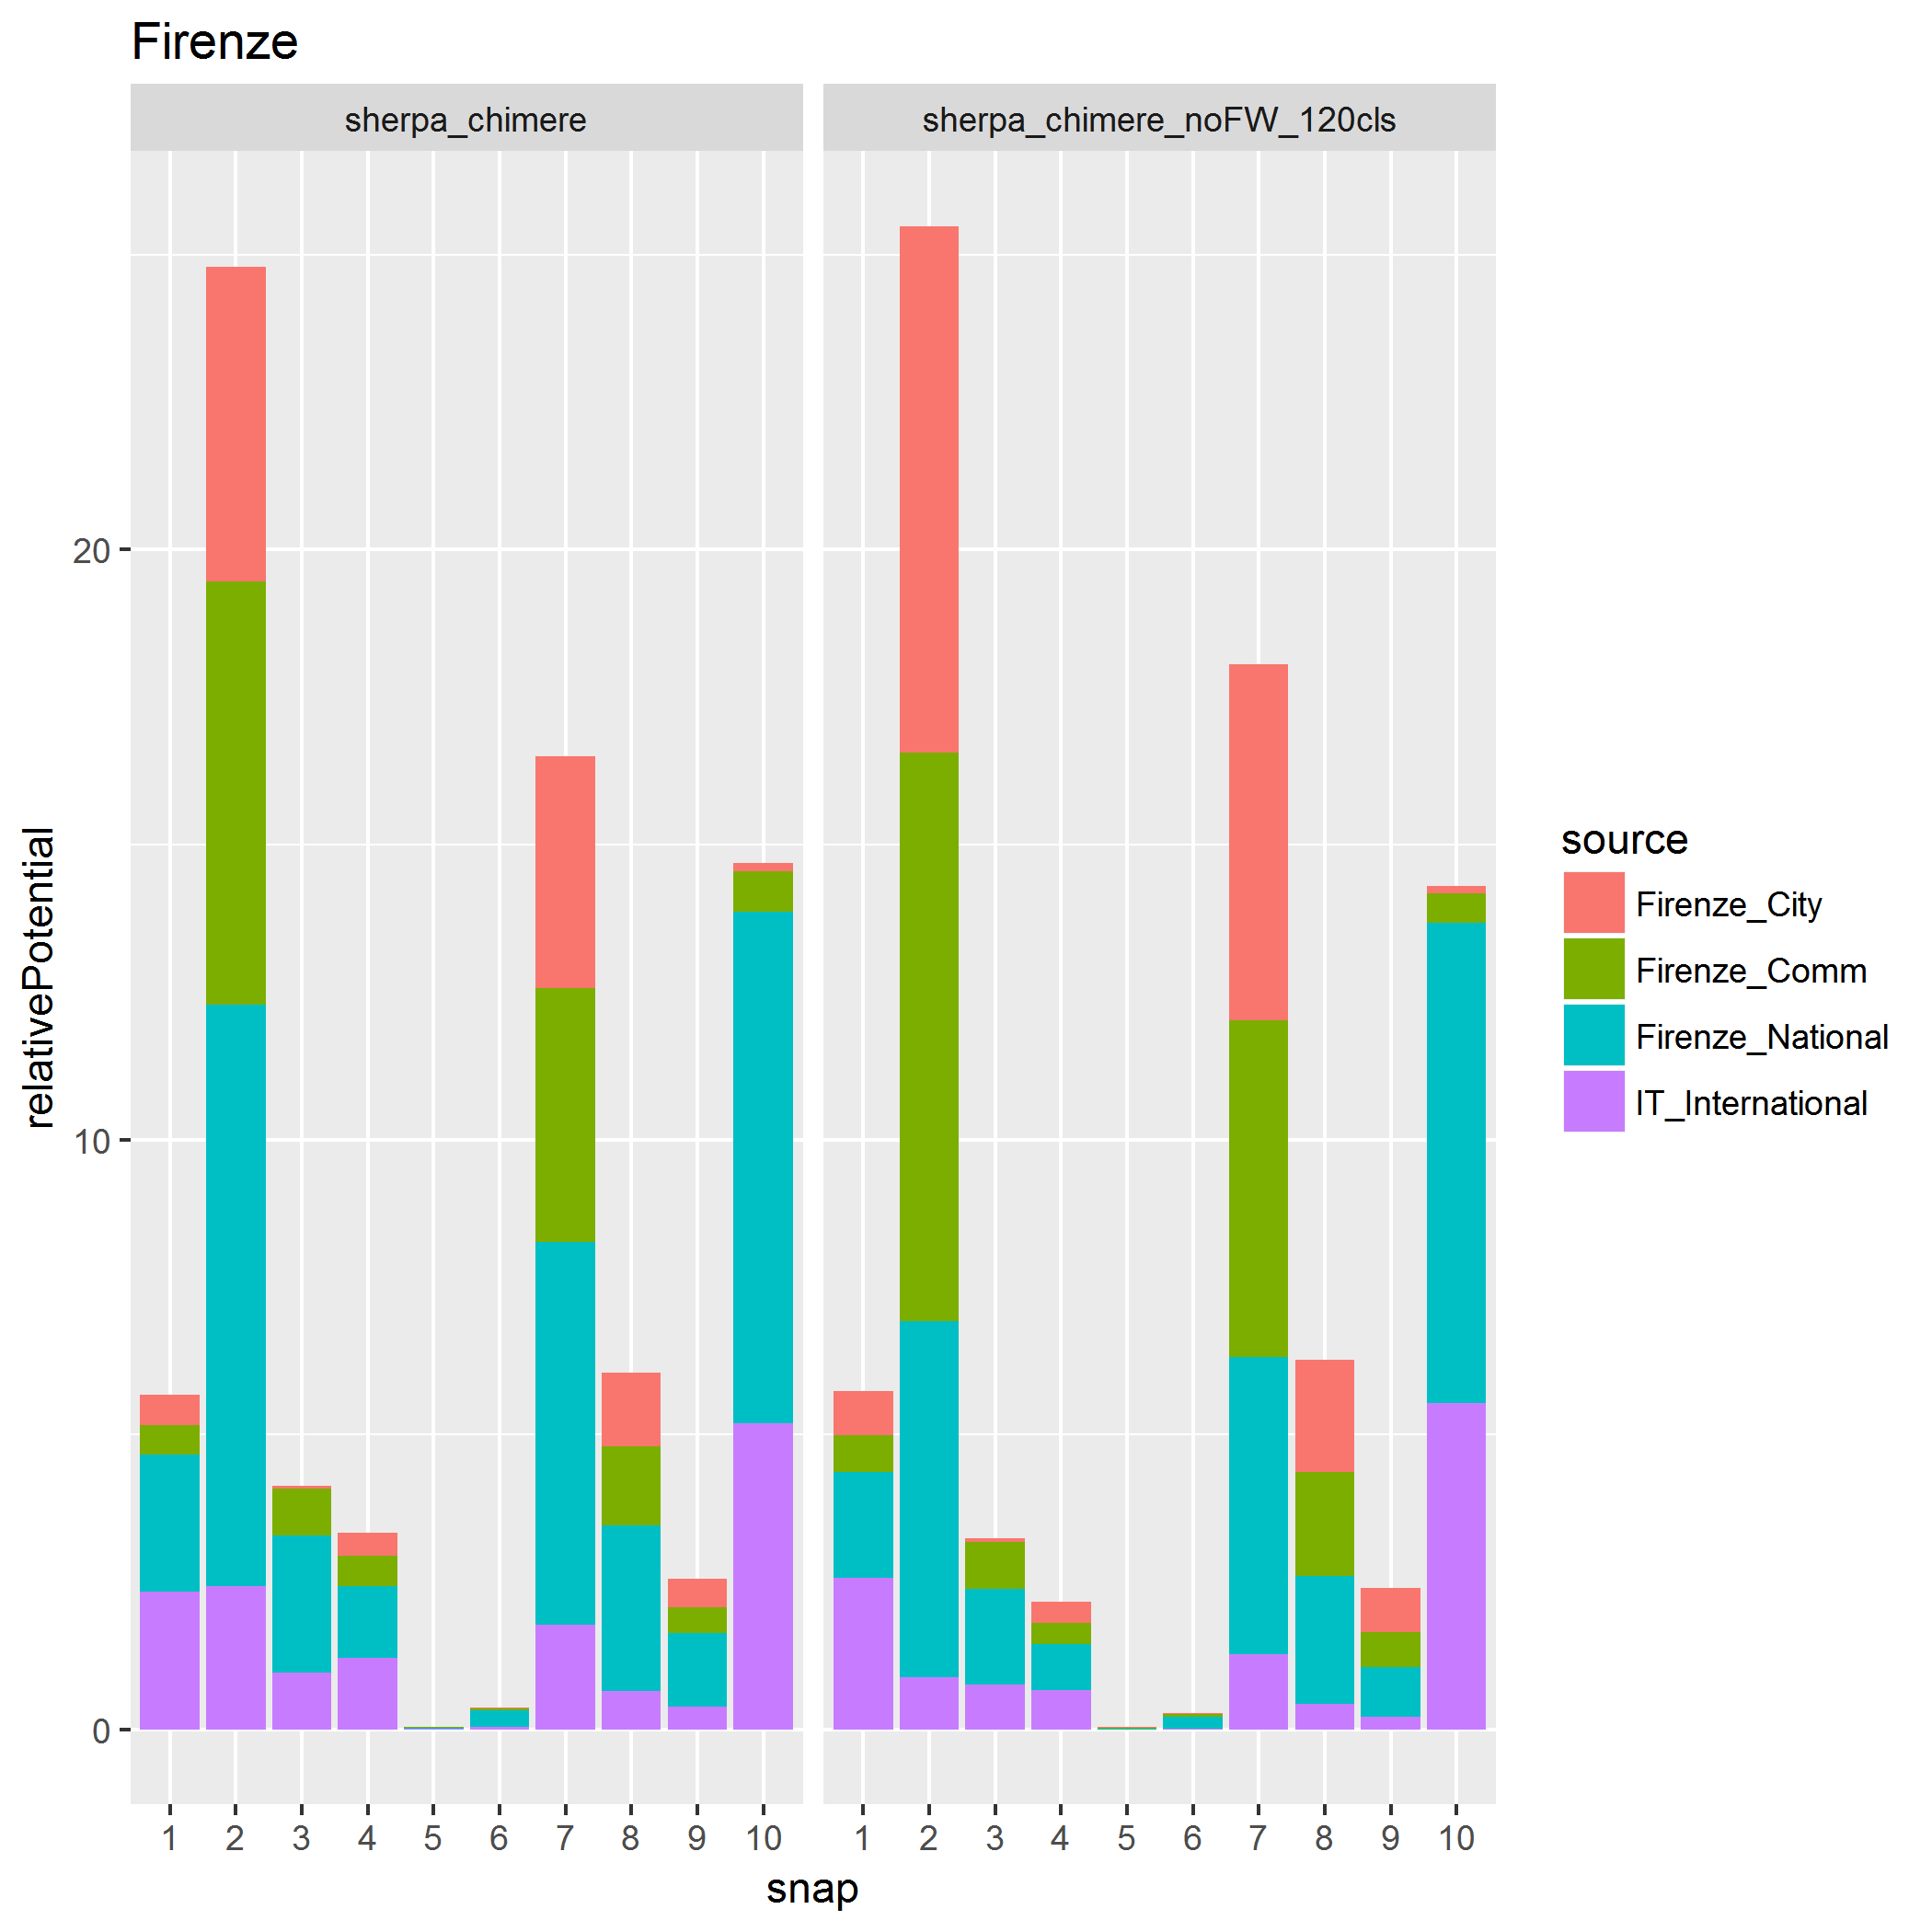 Firenze
sherpa_chimere
sherpa_chimere_noFW_120cls
relativePotential
20
10
0
1 2 3 4 5 6 7 8 9 10
1 2 3 4 5 6 7 8 9 10
snap
source
Firenze_City
Firenze_Comm
Firenze_National
IT_International